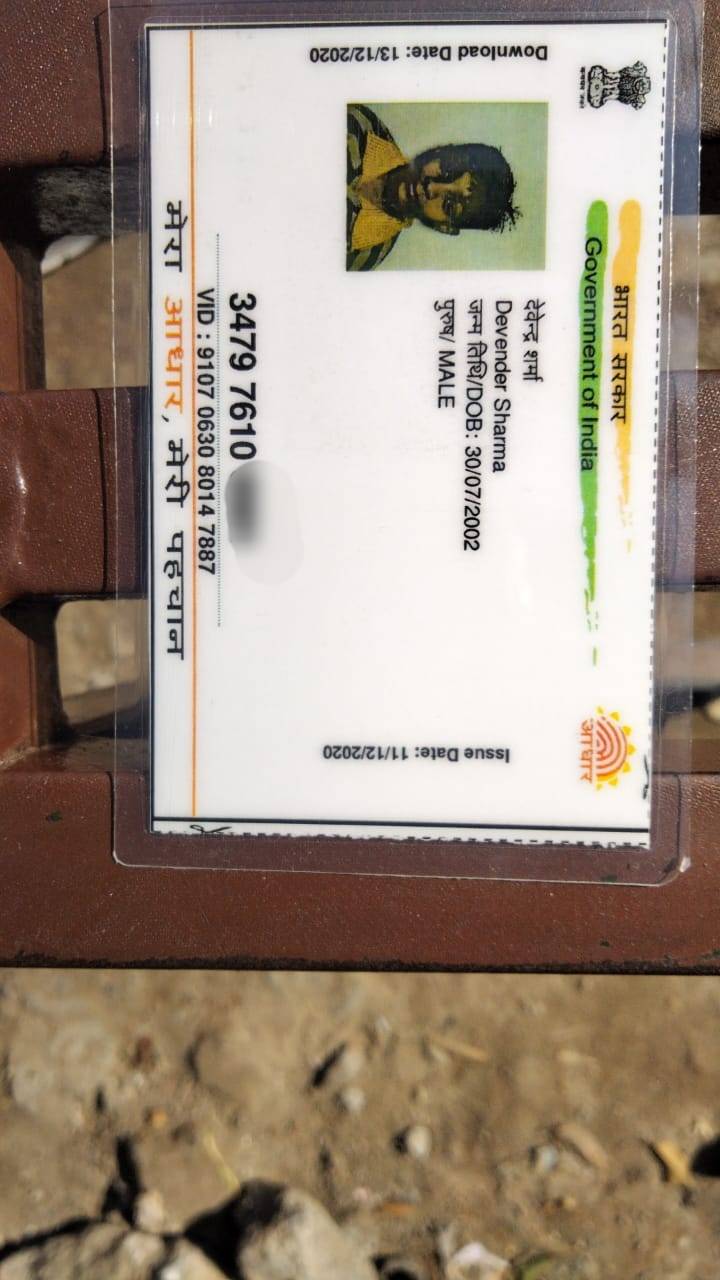 भारत सरकार
Government of India
Download Date: 13/12/2020
देवेन्द्र शर्मा
Devender Sharma
जन्म तिथि/DOB: 30/07/2002
पुरुष/ MALE
Issue Date: 11/12/2020
आधार
3479 7610
VID : 9107 0630 8014 7887
मेरा आधार, मेरी पहचान